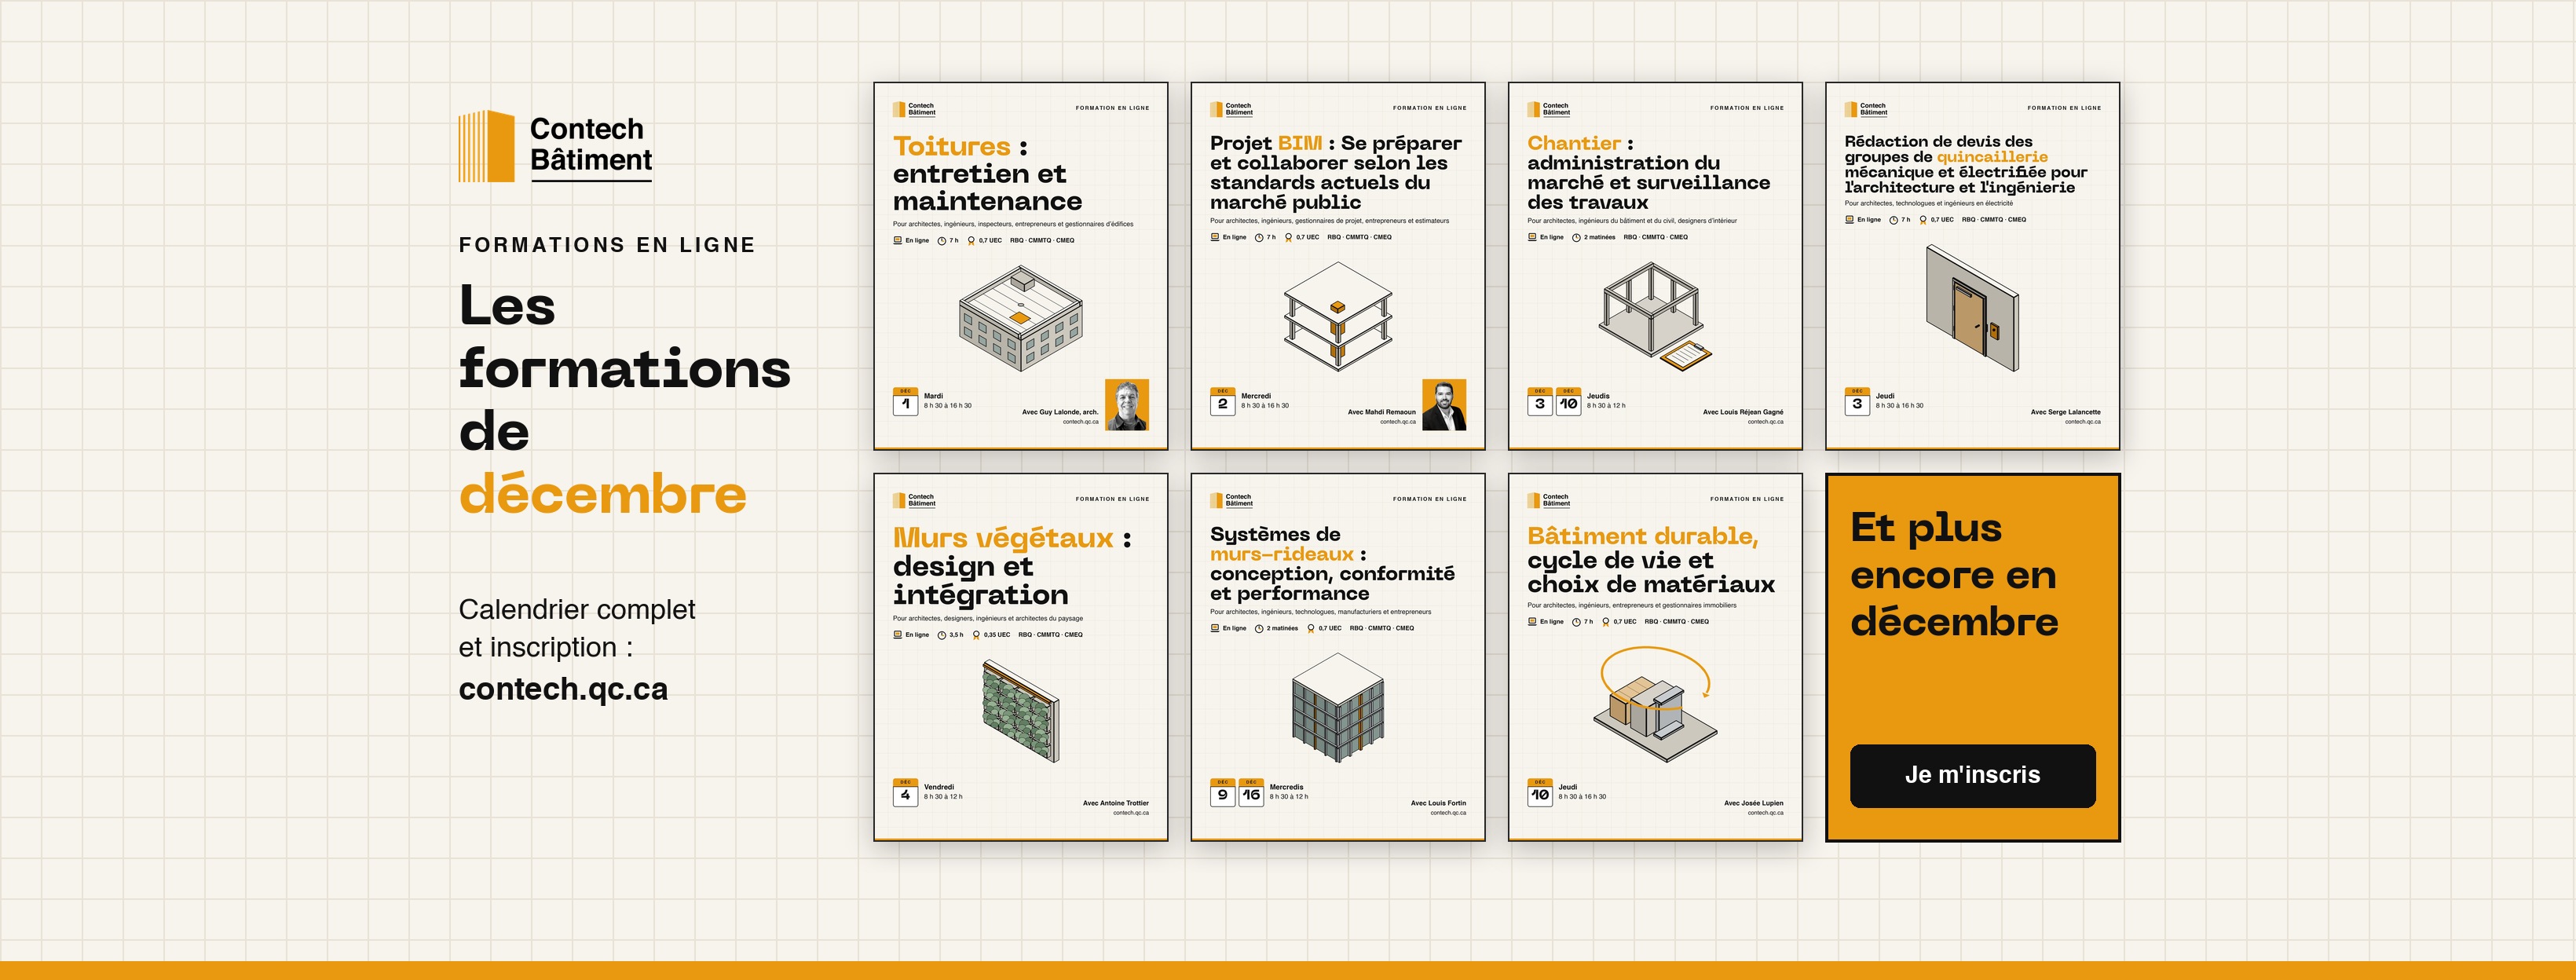 Contech
Bâtiment
FORMATIONS EN LIGNE
Les
formations
de
décembre
Calendrier complet
et inscription :
contech.qc.ca
Contech
Bâtiment
FORMATION EN LIGNE
Toitures :
entretien et
maintenance
Pour architectes, ingénieurs, inspecteurs, entrepreneurs et gestionnaires d'édifices
En ligne 7 h 0,7 UEC RBQ · CMMTQ · CMEQ
DÉC
1
Mardi
8 h 30 à 16 h 30
Avec Guy Lalonde, arch.
contech.qc.ca
Contech
Bâtiment
FORMATION EN LIGNE
Projet BIM : Se préparer
et collaborer selon les
standards actuels du
marché public
Pour architectes, ingénieurs, gestionnaires de projet, entrepreneurs et estimateurs
En ligne 7 h 0,7 UEC RBQ · CMMTQ · CMEQ
DÉC
2
Mercredi
8 h 30 à 16 h 30
Avec Mahdi Remaoun
contech.qc.ca
Contech
Bâtiment
FORMATION EN LIGNE
Chantier :
administration du
marché et surveillance
des travaux
Pour architectes, ingénieurs du bâtiment et du civil, designers d'intérieur
En ligne 2 matinées RBQ · CMMTQ · CMEQ
DÉC DÉC
3 10
Jeudis
8 h 30 à 12 h
Avec Louis Réjean Gagné
contech.qc.ca
Contech
Bâtiment
FORMATION EN LIGNE
Rédaction de devis des
groupes de quincaillerie
mécanique et électrifiée pour
l'architecture et l'ingénierie
Pour architectes, technologues et ingénieurs en électricité
En ligne 7 h 0,7 UEC RBQ · CMMTQ · CMEQ
DÉC
3
Jeudi
8 h 30 à 16 h 30
Avec Serge Lalancette
contech.qc.ca
Contech
Bâtiment
FORMATION EN LIGNE
Murs végétaux :
design et
intégration
Pour architectes, designers, ingénieurs et architectes du paysage
En ligne 3,5 h 0,35 UEC RBQ · CMMTQ · CMEQ
DÉC
4
Vendredi
8 h 30 à 12 h
Avec Antoine Trottier
contech.qc.ca
Contech
Bâtiment
FORMATION EN LIGNE
Systèmes de
murs-rideaux :
conception, conformité
et performance
Pour architectes, ingénieurs, technologues, manufacturiers et entrepreneurs
En ligne 2 matinées 0,7 UEC RBQ · CMMTQ · CMEQ
DÉC DÉC
9 16
Mercredis
8 h 30 à 12 h
Avec Louis Fortin
contech.qc.ca
Contech
Bâtiment
FORMATION EN LIGNE
Bâtiment durable,
cycle de vie et
choix de matériaux
Pour architectes, ingénieurs, entrepreneurs et gestionnaires immobiliers
En ligne 7 h 0,7 UEC RBQ · CMMTQ · CMEQ
DÉC
10
Jeudi
8 h 30 à 16 h 30
Avec Josée Lupien
contech.qc.ca
Et plus
encore en
décembre
Je m'inscris